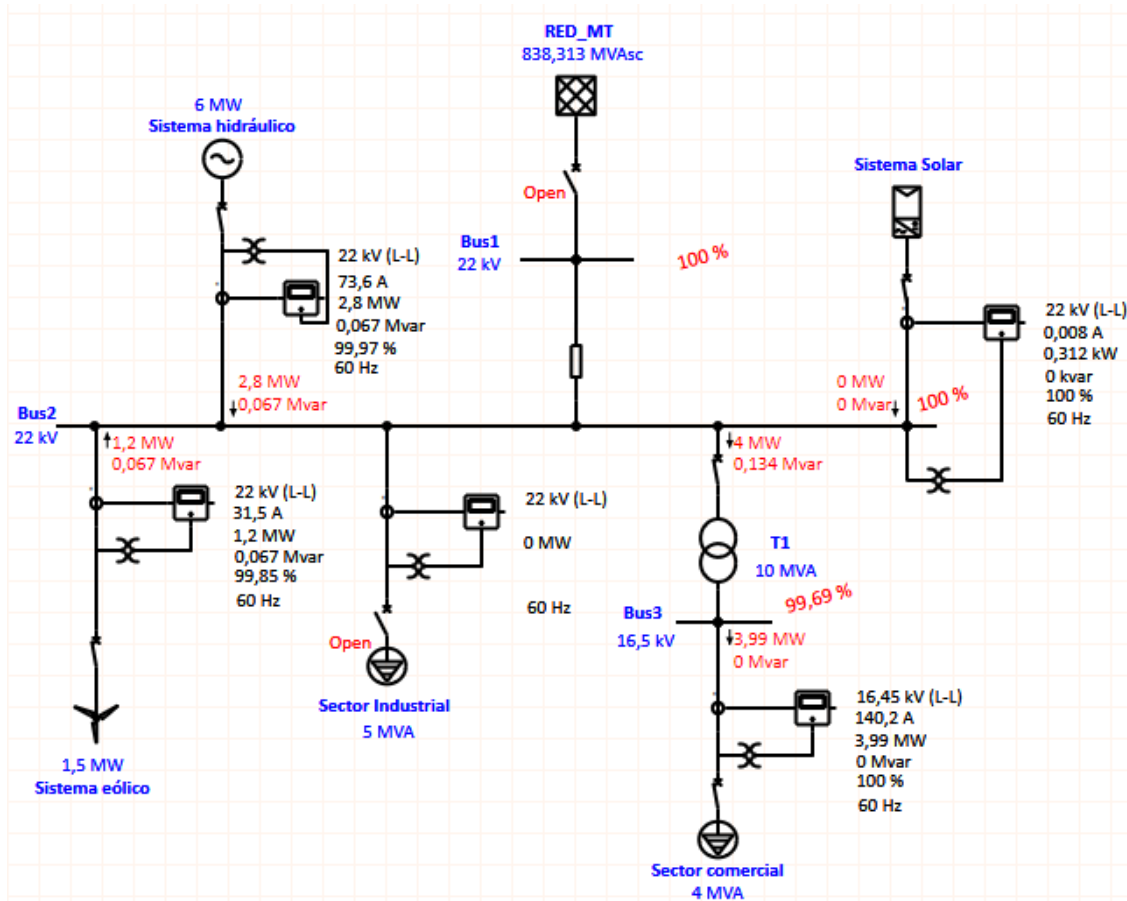 RED_MT
838,313 MVAsc
6 MW
Sistema hidráulico
Sistema Solar
Open
Bus1
22 kV
100 %
22 kV (L-L)
73,6 A
2,8 MW
0,067 Mvar
99,97 %
60 Hz
22 kV (L-L)
0,008 A
0,312 kW
0 kvar
100 %
60 Hz
2,8 MW
0,067 Mvar
0 MW
0 Mvar
100 %
Bus2
22 kV
1,2 MW
0,067 Mvar
4 MW
0,134 Mvar
22 kV (L-L)
31,5 A
1,2 MW
0,067 Mvar
99,85 %
60 Hz
22 kV (L-L)
0 MW
60 Hz
T1
10 MVA
99,69 %
Bus3
16,5 kV
3,99 MW
0 Mvar
Open
Sector Industrial
5 MVA
16,45 kV (L-L)
140,2 A
3,99 MW
0 Mvar
100 %
60 Hz
1,5 MW
Sistema eólico
Sector comercial
4 MVA